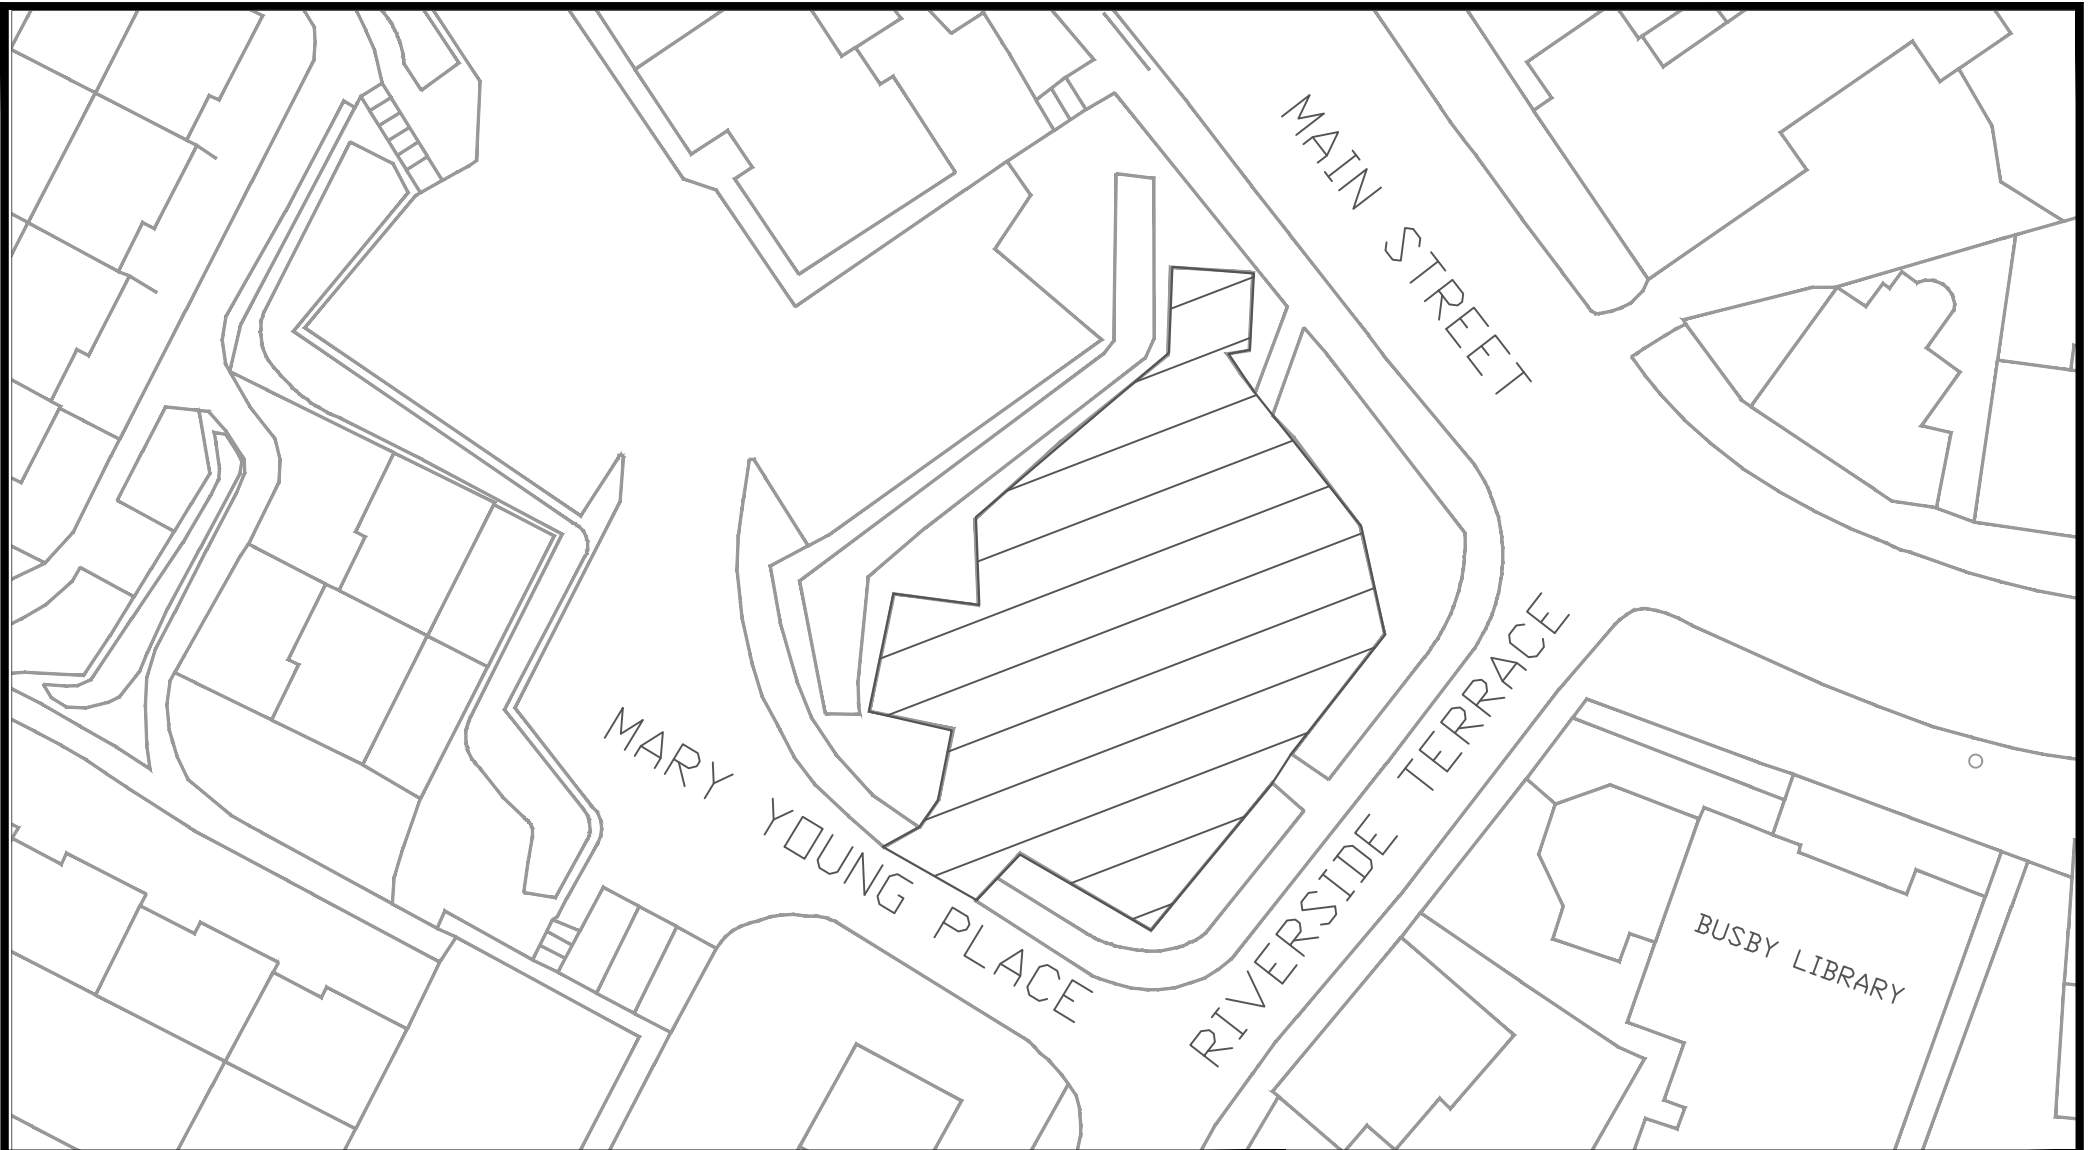 MAIN STREET
MARY YOUNG PLACE
RIVERSIDE TERRACE
BUSBY LIBRARY